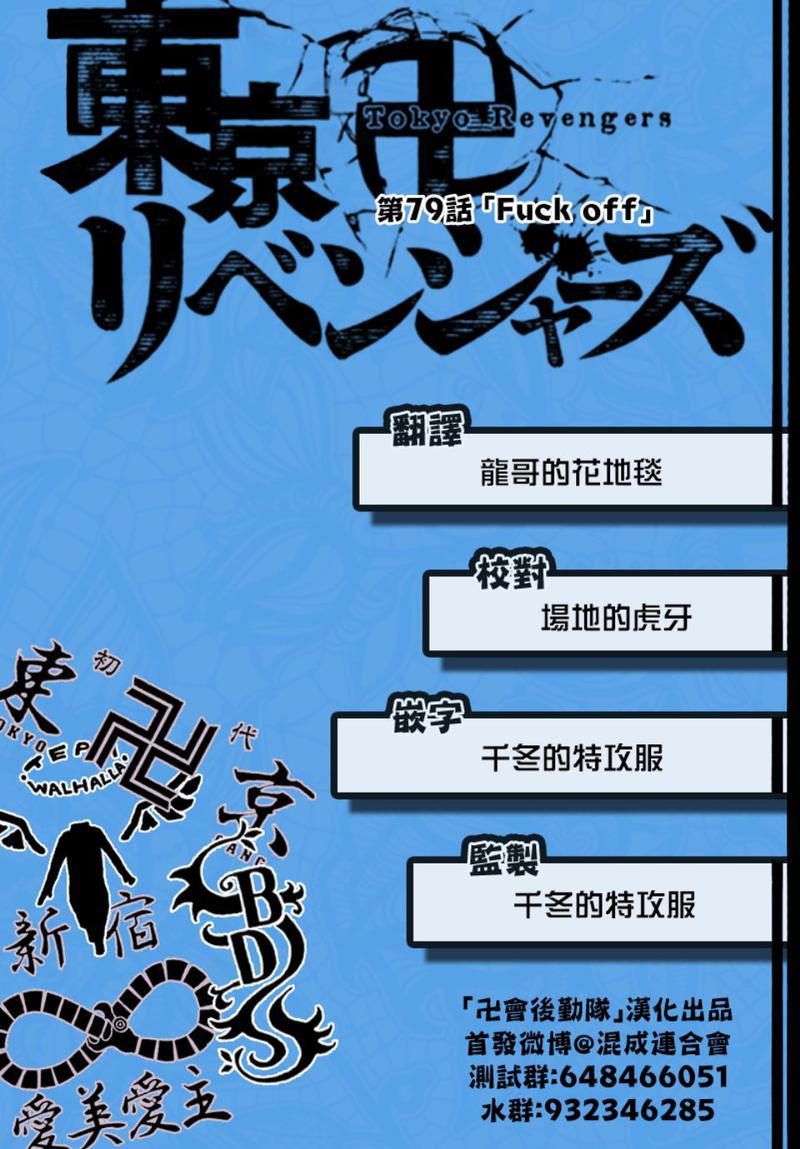 東京卍
Tokyo Revengers
第79話「Fuck off」
リベンジャーズ
翻譯
龍哥的花地毯
校對
場地的虎牙
嵌字
千冬的特攻服
監製
千冬的特攻服
初
代
東
卍
京
TOKYO
GANG
WALHALLA
BD
新宿
愛美愛主
「卍會後勤隊」漢化出品
首發微博@混成連合會
測試群:648466051
水群:932346285